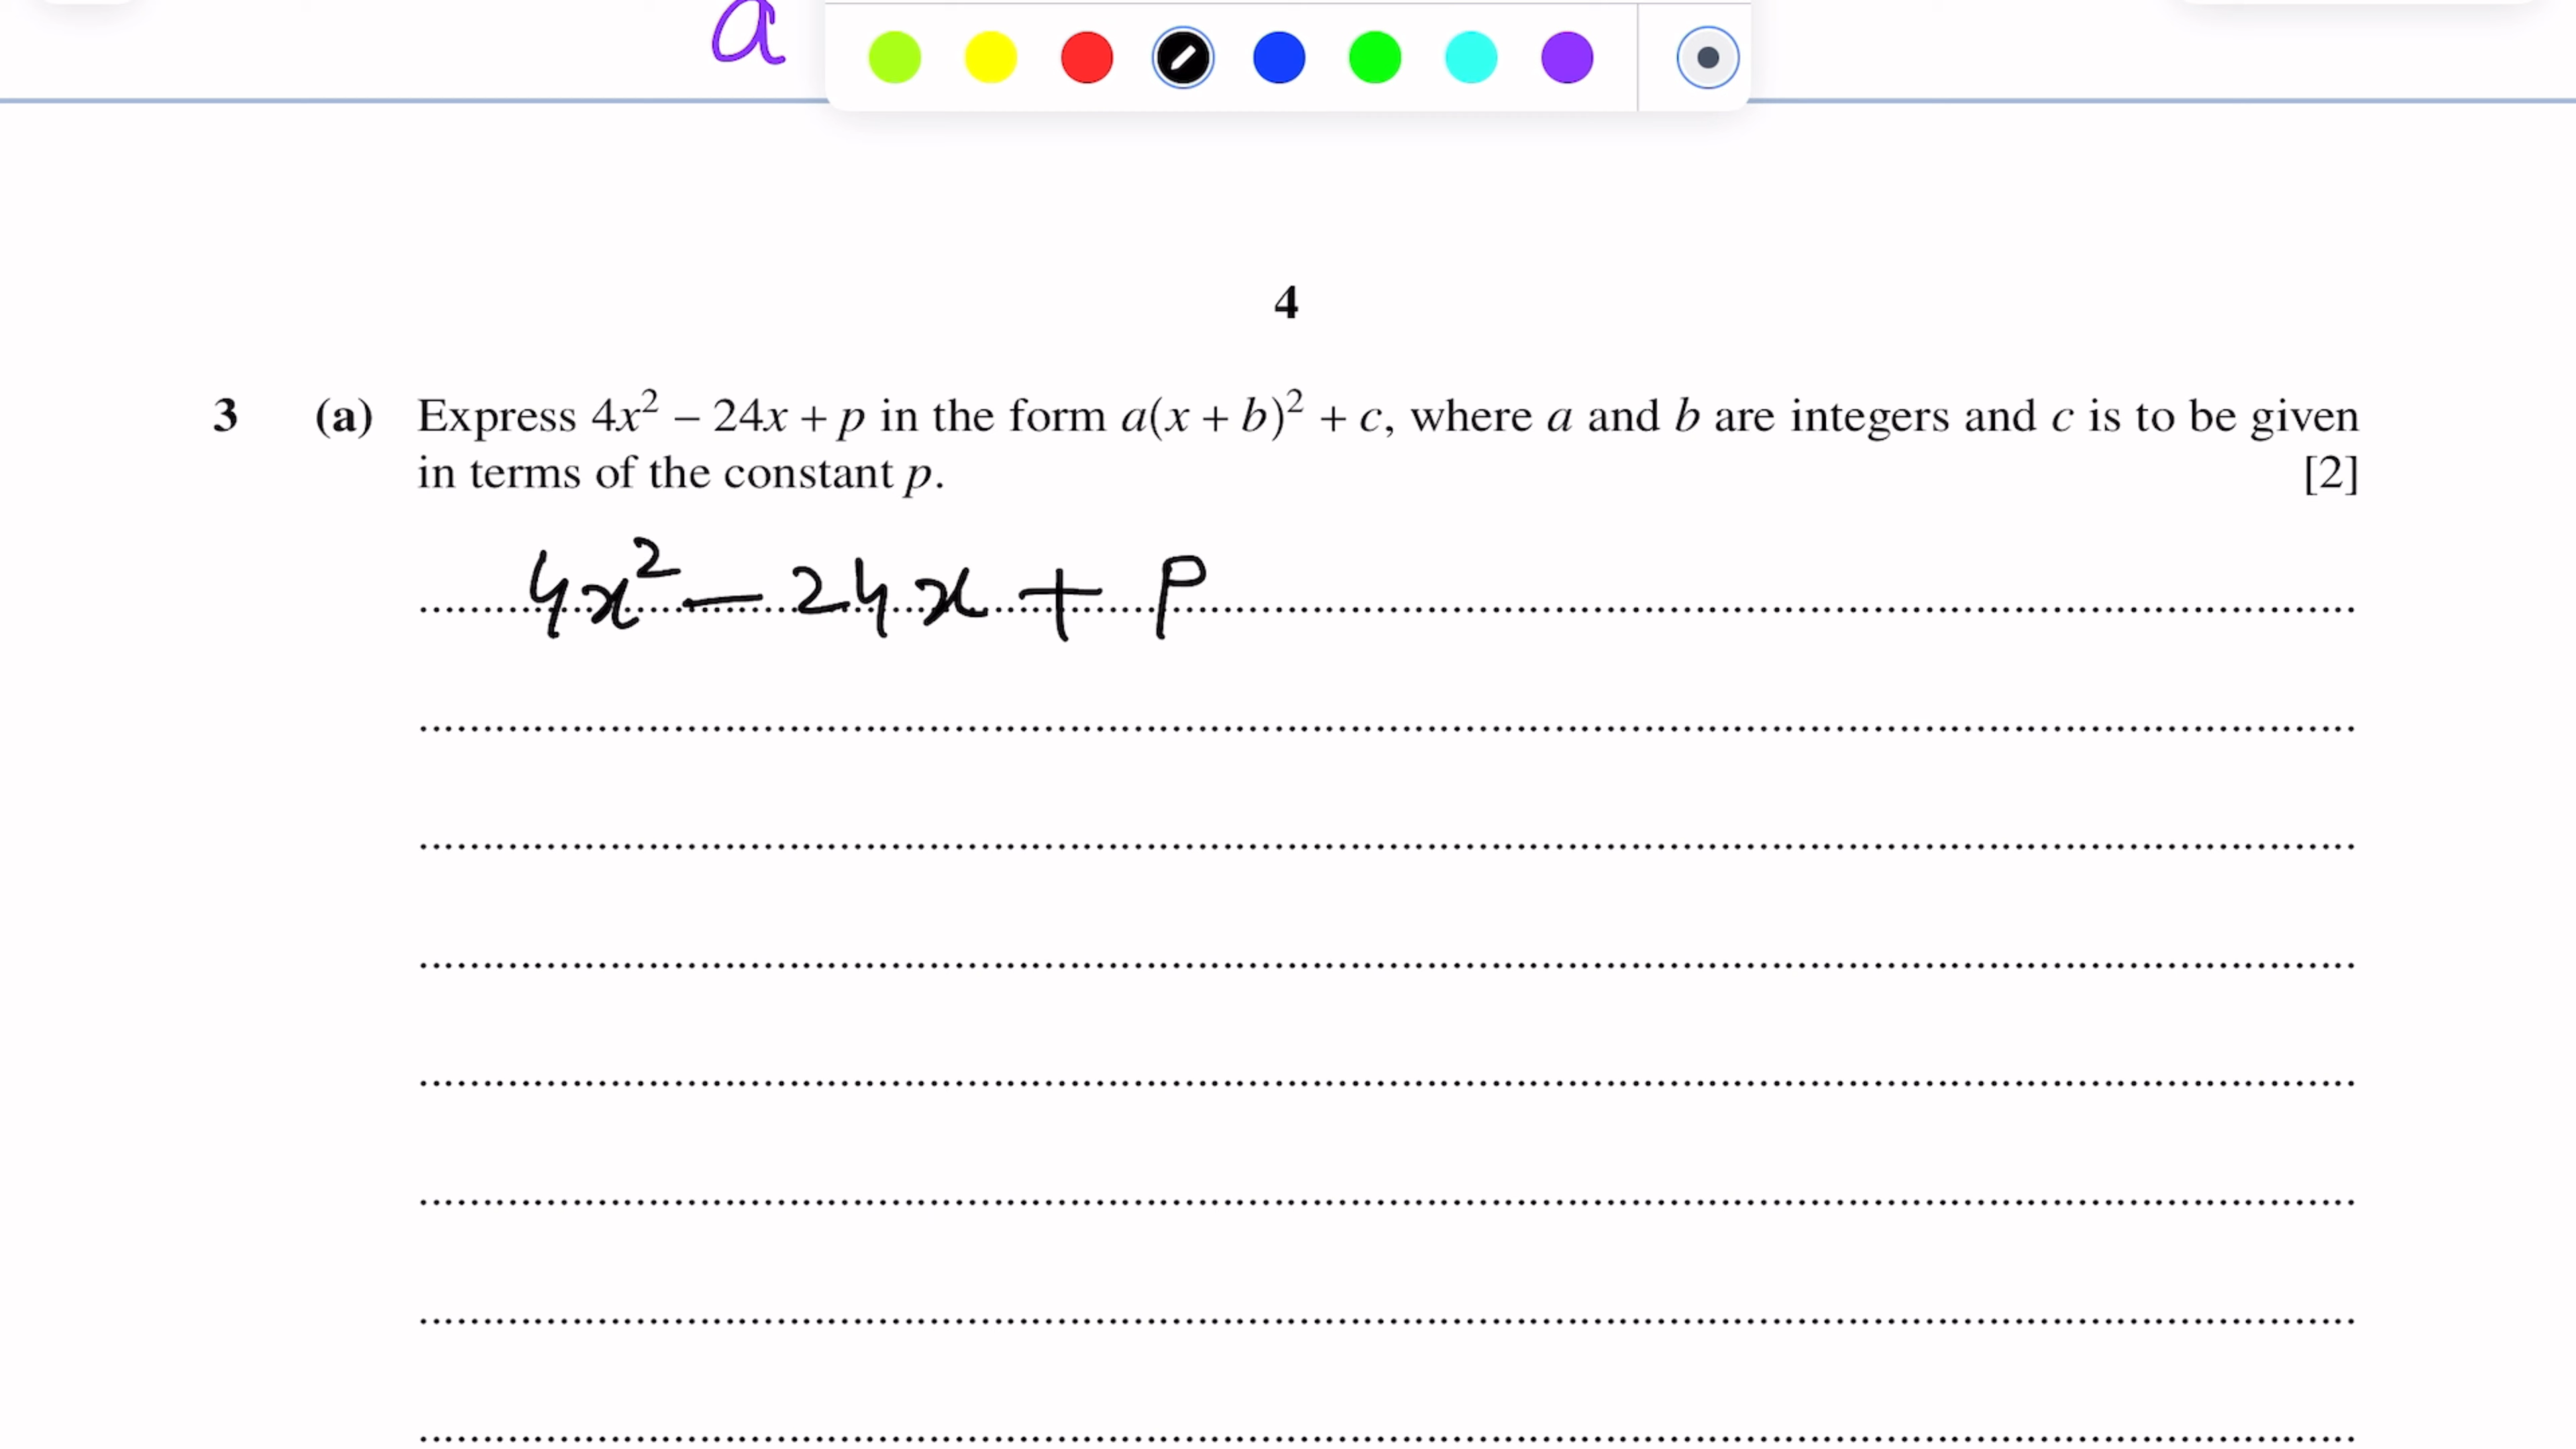 a
4
3 (a) Express 4x² − 24x + p in the form a(x + b)² + c, where a and b are integers and c is to be given
in terms of the constant p. [2]
4x² − 24x + P